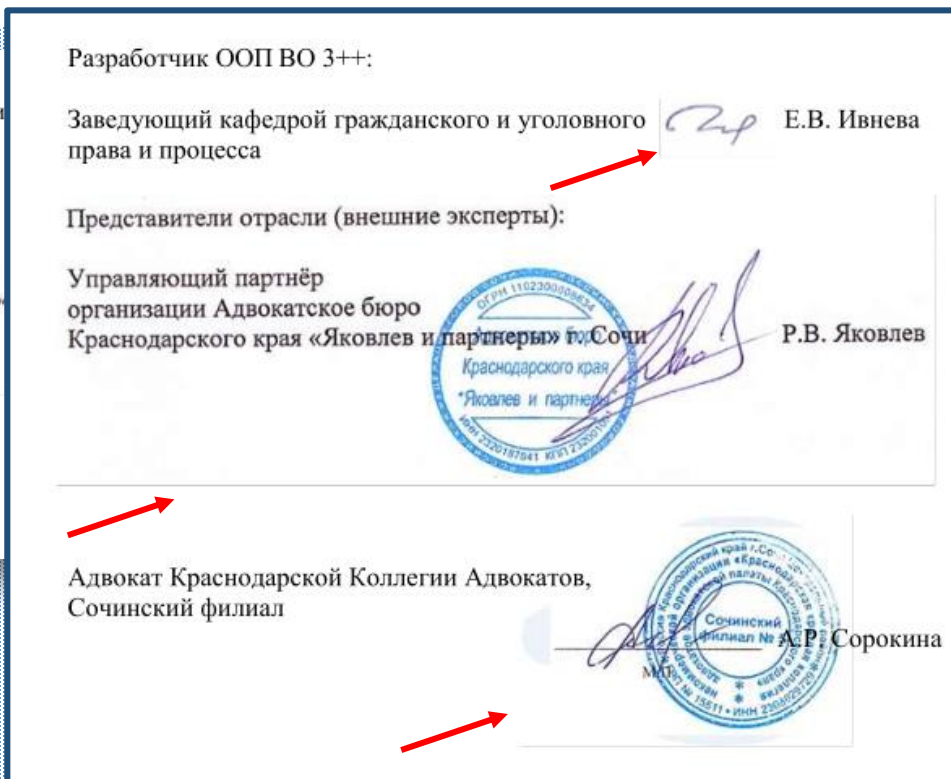 Разработчик ООП ВО 3++:
Заведующий кафедрой гражданского и уголовного
права и процесса
Е.В. Ивнева
Представители отрасли (внешние эксперты):
Управляющий партнёр
организации Адвокатское бюро
Краснодарского края «Яковлев и партнеры» г. Сочи
Р.В. Яковлев
Краснодарского края
"Яковлев и партнеры"
Адвокат Краснодарской Коллегии Адвокатов,
Сочинский филиал
Сочинский
филиал №
А.Р. Сорокина